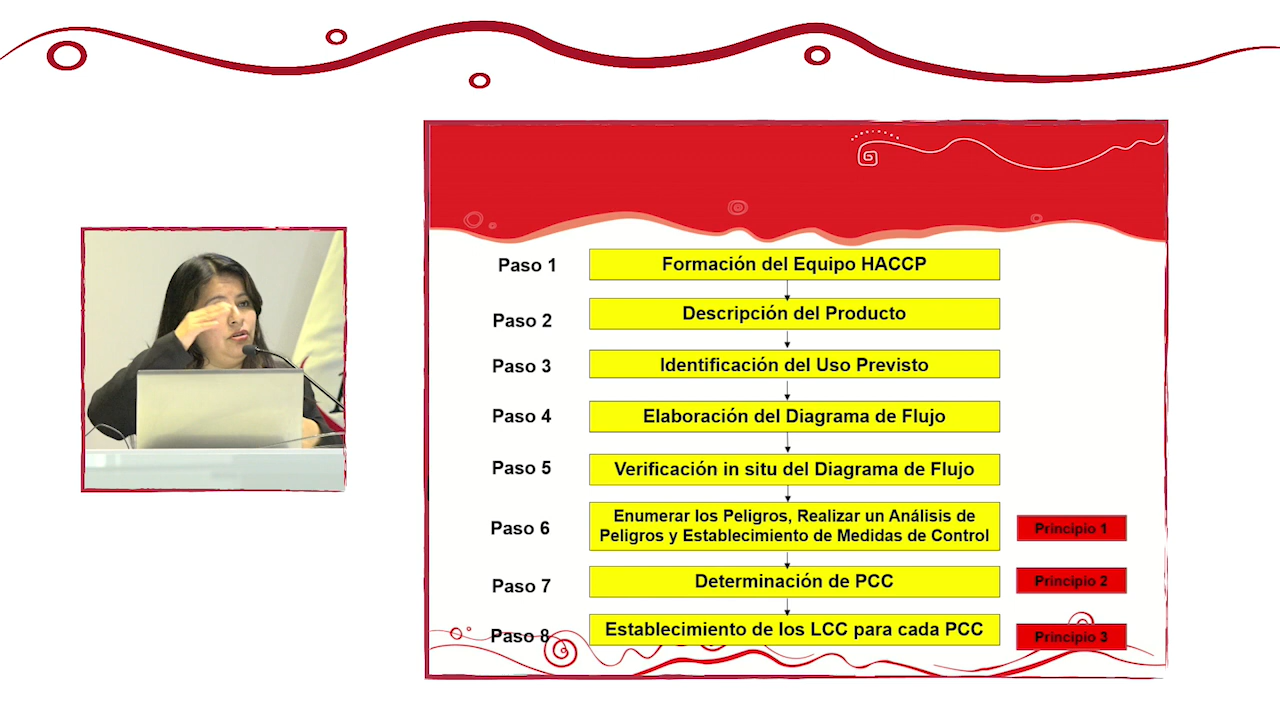 Paso 1
Formación del Equipo HACCP
Paso 2
Descripción del Producto
Paso 3
Identificación del Uso Previsto
Paso 4
Elaboración del Diagrama de Flujo
Paso 5
Verificación in situ del Diagrama de Flujo
Paso 6
Enumerar los Peligros, Realizar un Análisis de
Peligros y Establecimiento de Medidas de Control
Principio 1
Paso 7
Determinación de PCC
Principio 2
Paso 8
Establecimiento de los LCC para cada PCC
Principio 3